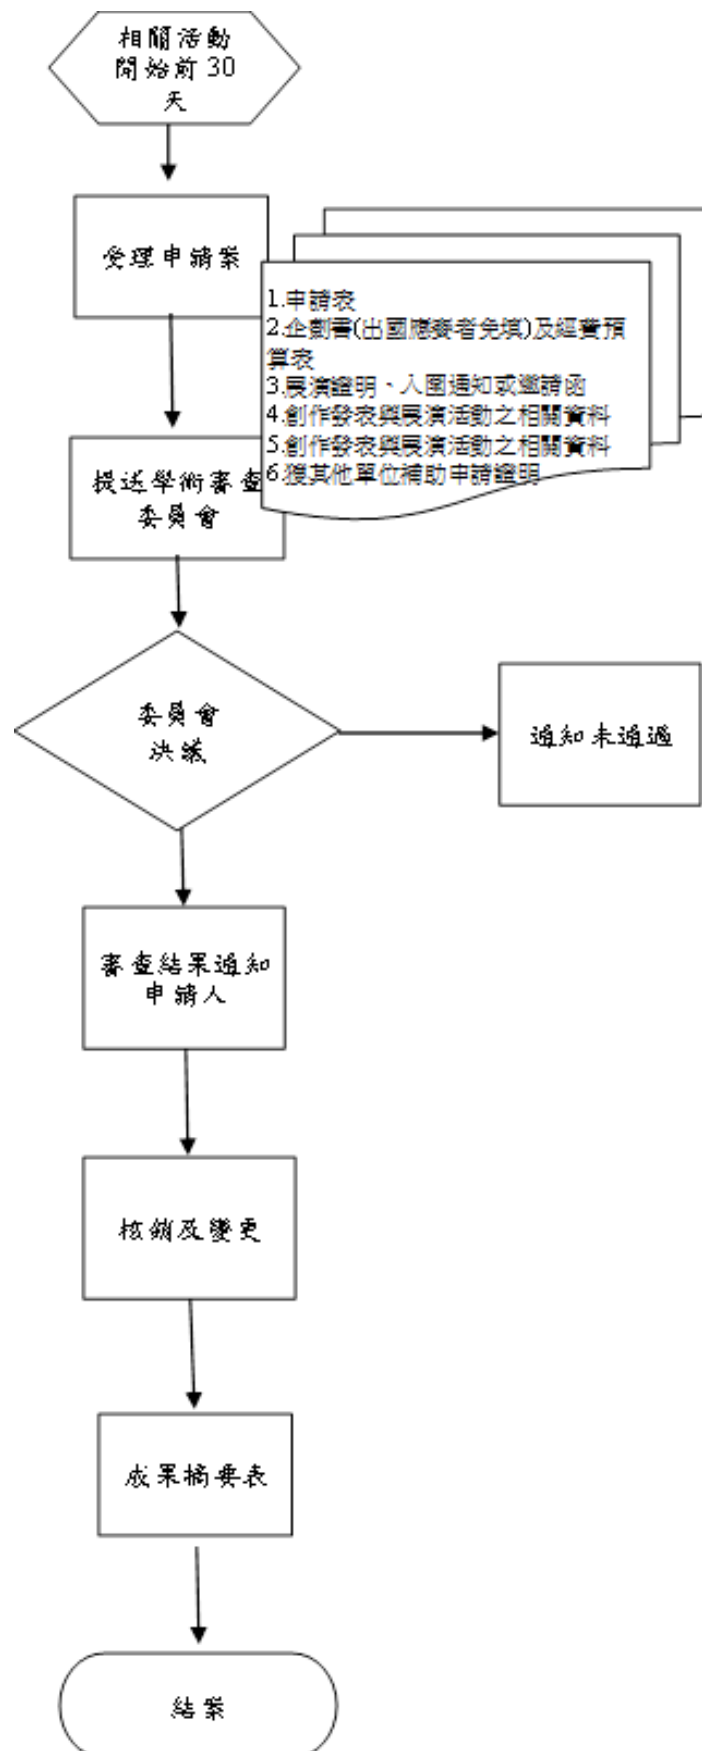 相關活動
開始前 30
天
受理申請案
1.申請表
2.企劃書(出國應賽者免填)及經費預
算表
3.展演證明、入圍通知或邀請函
4.創作發表與展演活動之相關資料
5.創作發表與展演活動之相關資料
6.獲其他單位補助申請證明
提送學術審查
委員會
委員會
決議
通知未通過
審查結果通知
申請人
核銷及變更
成果摘要表
結案